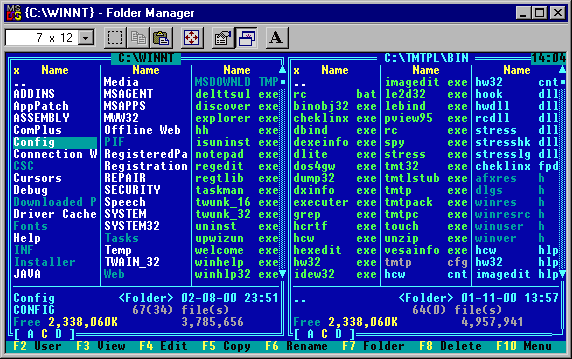 {C:\WINNT} - Folder Manager
7 x 12
A
C:\WINNT
x Name Name Name
.. Media MSDOWNLD TMP
ADDINS MSAGENT delttsul exe
AppPatch MSAPPS discover exe
ASSEMBLY MWW32 explorer exe
ComPlus Offline Web hh exe
Config PIF isuninst exe
Connection W RegisteredPa notepad exe
CSC Registration regedit exe
Cursors REPAIR regtlib exe
Debug SECURITY taskman exe
Downloaded P Speech twunk_16 exe
Driver Cache SYSTEM twunk_32 exe
Fonts SYSTEM32 uninst exe
Help Tasks upwizun exe
INF Temp welcome exe
Installer TWAIN_32 winhelp exe
JAVA Web winhlp32 exe
Config <Folder> 02-08-00 23:51
CONFIG 67(34) file(s)
Free 2,338,060K 3,785,656
[ A C D ]
C:\TMTPL\BIN 14:04
x Name Name Name
.. imagedit exe hw32 cnt
rc bat le2d32 exe hook dll
binobj32 exe lebind exe hwdll dll
cheklinx exe pview95 exe rcdll dll
dbind exe rc exe stress dll
dexeinfo exe spy exe stresshk dll
dlite exe stress exe stresslg dll
dos4gw exe tmt32 exe cheklinx fpd
dump32 exe tmtlstub exe afxres h
dxinfo exe tmtp exe dlgs h
executer exe tmtpack exe winres h
grep exe tmtpc exe winresrc h
hcrtf exe touch exe winuser h
hcw exe unzip exe winver h
hexedit exe vesainfo exe hcw hlp
hw32 exe tmtpc cfg hw32 hlp
idew32 exe hcw cnt imagedit hlp
.. <Folder> 01-11-00 13:57
64(0) file(s)
Free 2,338,060K 4,957,941
[ A C D ]
F2 User F3 View F4 Edit F5 Copy F6 Rename F7 Folder F8 Delete F10 Menu